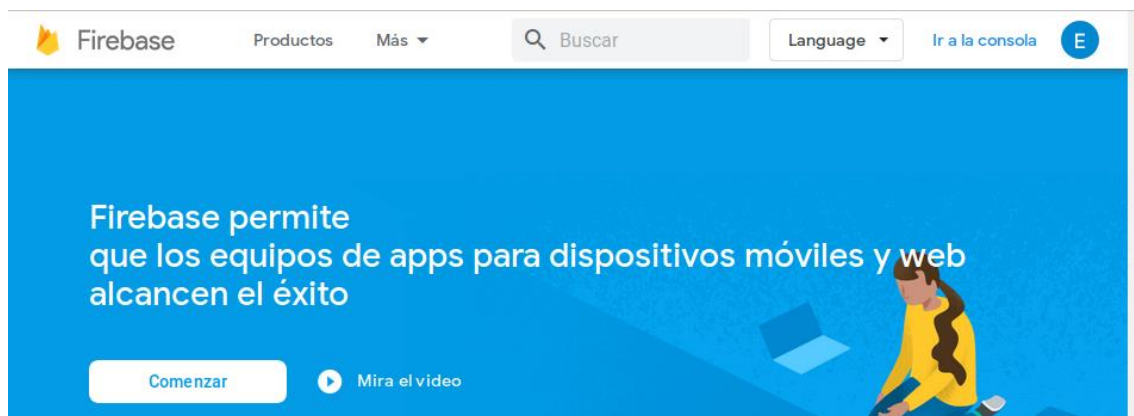 Firebase Productos Más Buscar Language Ir a la consola E
Firebase permite
que los equipos de apps para dispositivos móviles y web
alcancen el éxito
Comenzar Mira el video